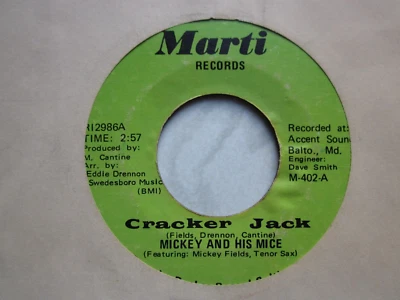 Marti
RECORDS
RI2986A
TIME: 2:57
Produced by:
M. Cantine
Arr. by:
Eddie Drennon
Swedesboro Music
(BMI)
Recorded at:
Accent Soun
Balto., Md.
Engineer:
Dave Smith
M-402-A
Cracker Jack
(Fields, Drennon, Cantine)
MICKEY AND HIS MICE
(Featuring: Mickey Fields, Tenor Sax)